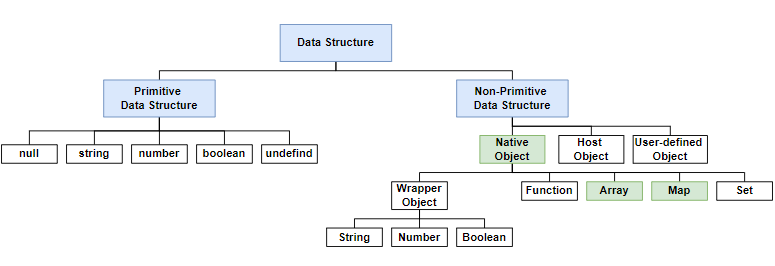 Data Structure
Primitive
Data Structure
Non-Primitive
Data Structure
null
string
number
boolean
undefind
Native
Object
Host
Object
User-defined
Object
Wrapper
Object
Function
Array
Map
Set
String
Number
Boolean